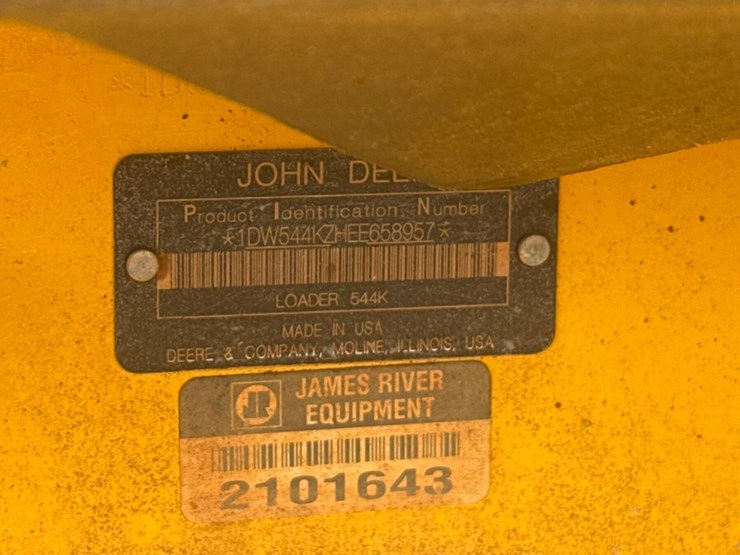 JOHN DEE
Product Identification Number
*1DW544KZHEE658957*
LOADER 544K
MADE IN USA
DEERE & COMPANY, MOLINE, ILLINOIS, USA
JR JAMES RIVER
EQUIPMENT
2101643